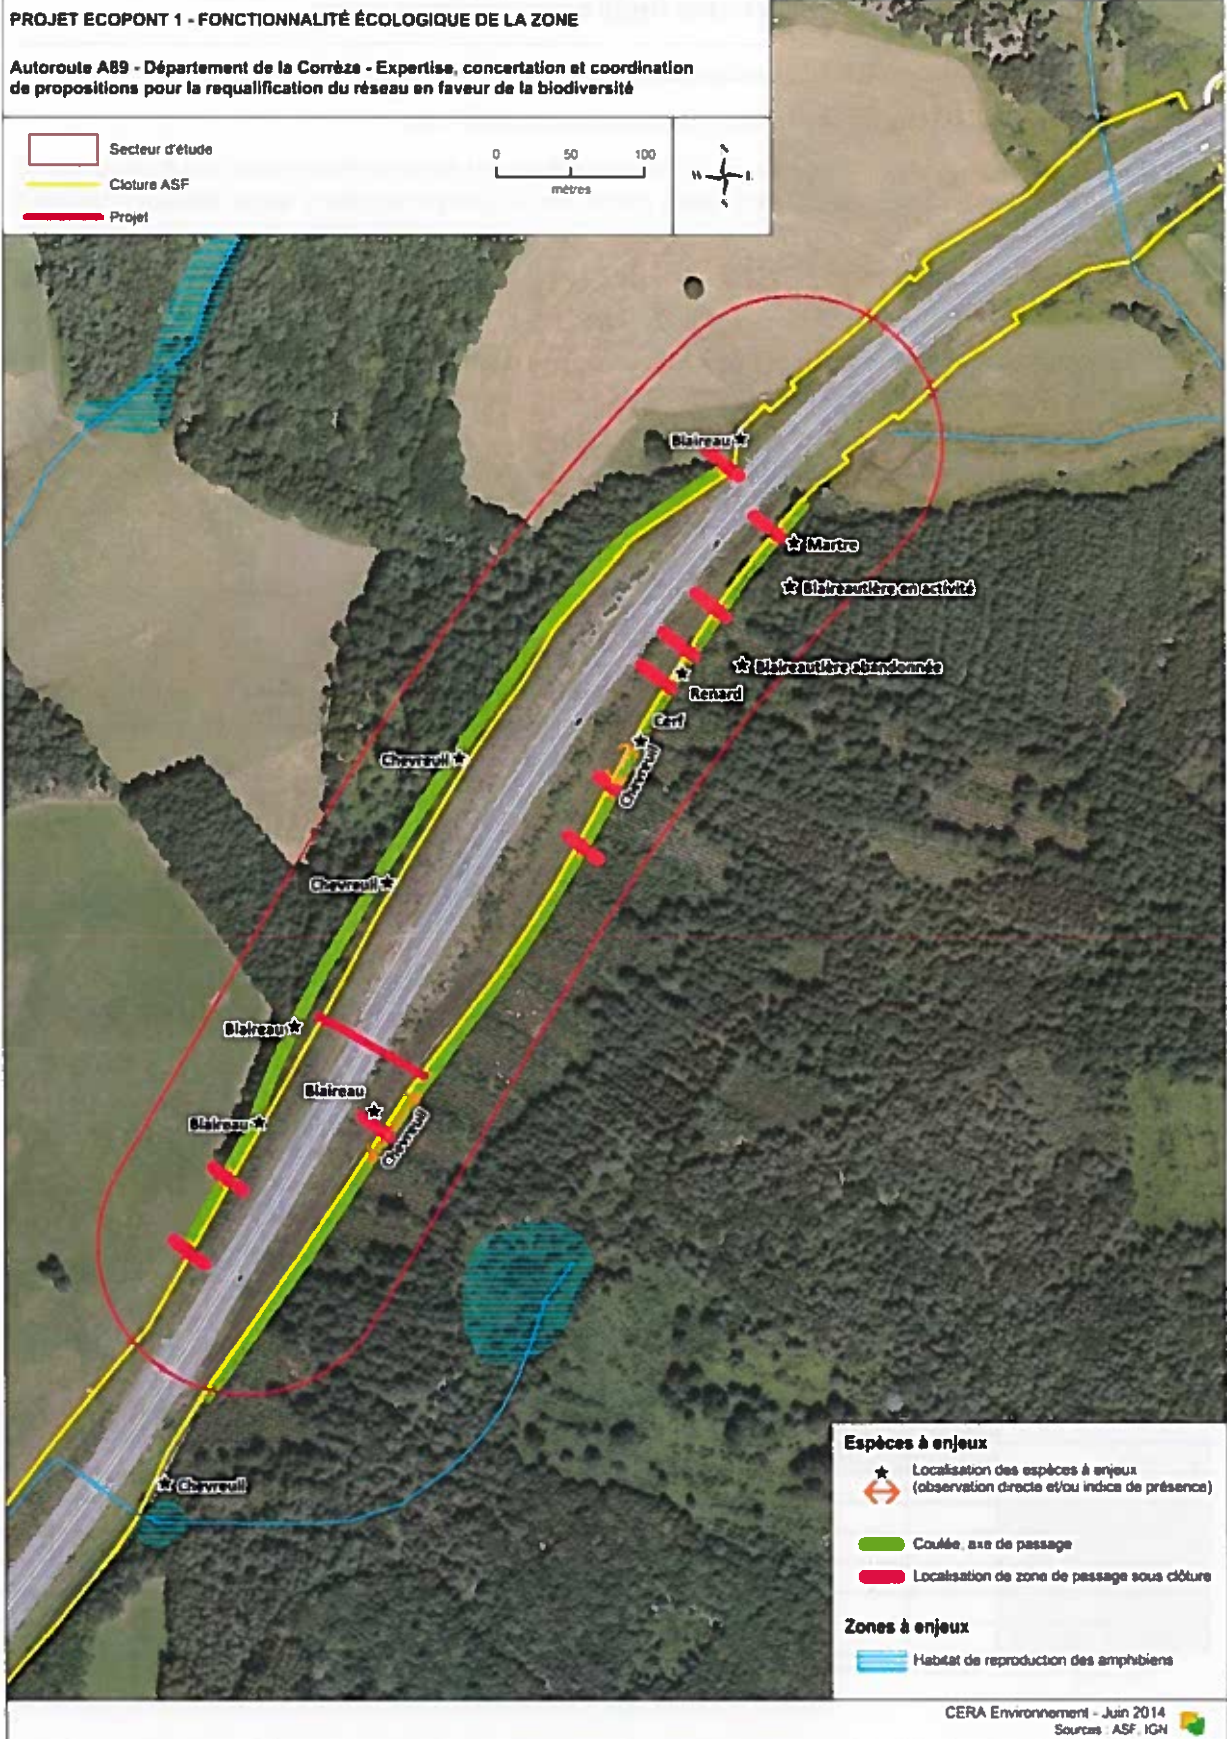 PROJET ECOPONT 1 - FONCTIONNALITÉ ÉCOLOGIQUE DE LA ZONE
Autoroute A89 - Département de la Corrèze - Expertise, concertation et coordination
de propositions pour la requalification du réseau en faveur de la biodiversité
Secteur d'étude
Cloture ASF
Projet
0 50 100
mètres
Blaireau
Martre
Blaireautière en activité
Blaireautière abandonnée
Renard
Cerf
Chevreuil
Chevreuil
Chevreuil
Blaireau
Blaireau
Blaireau
Chevreuil
Chevreuil
Espèces à enjeux
Localisation des espèces à enjeux
(observation directe et/ou indice de présence)
Coulée, axe de passage
Localisation de zone de passage sous clôture
Zones à enjeux
Habitat de reproduction des amphibiens
CERA Environnement - Juin 2014
Sources : ASF, IGN